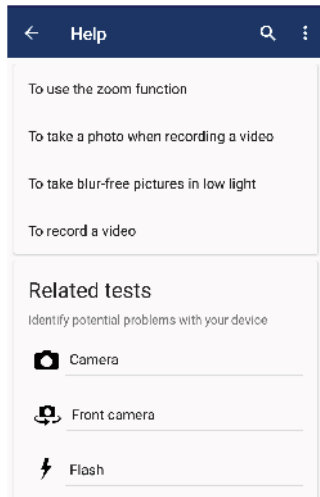 Help
To use the zoom function
To take a photo when recording a video
To take blur-free pictures in low light
To record a video
Related tests
Identify potential problems with your device
Camera
Front camera
Flash